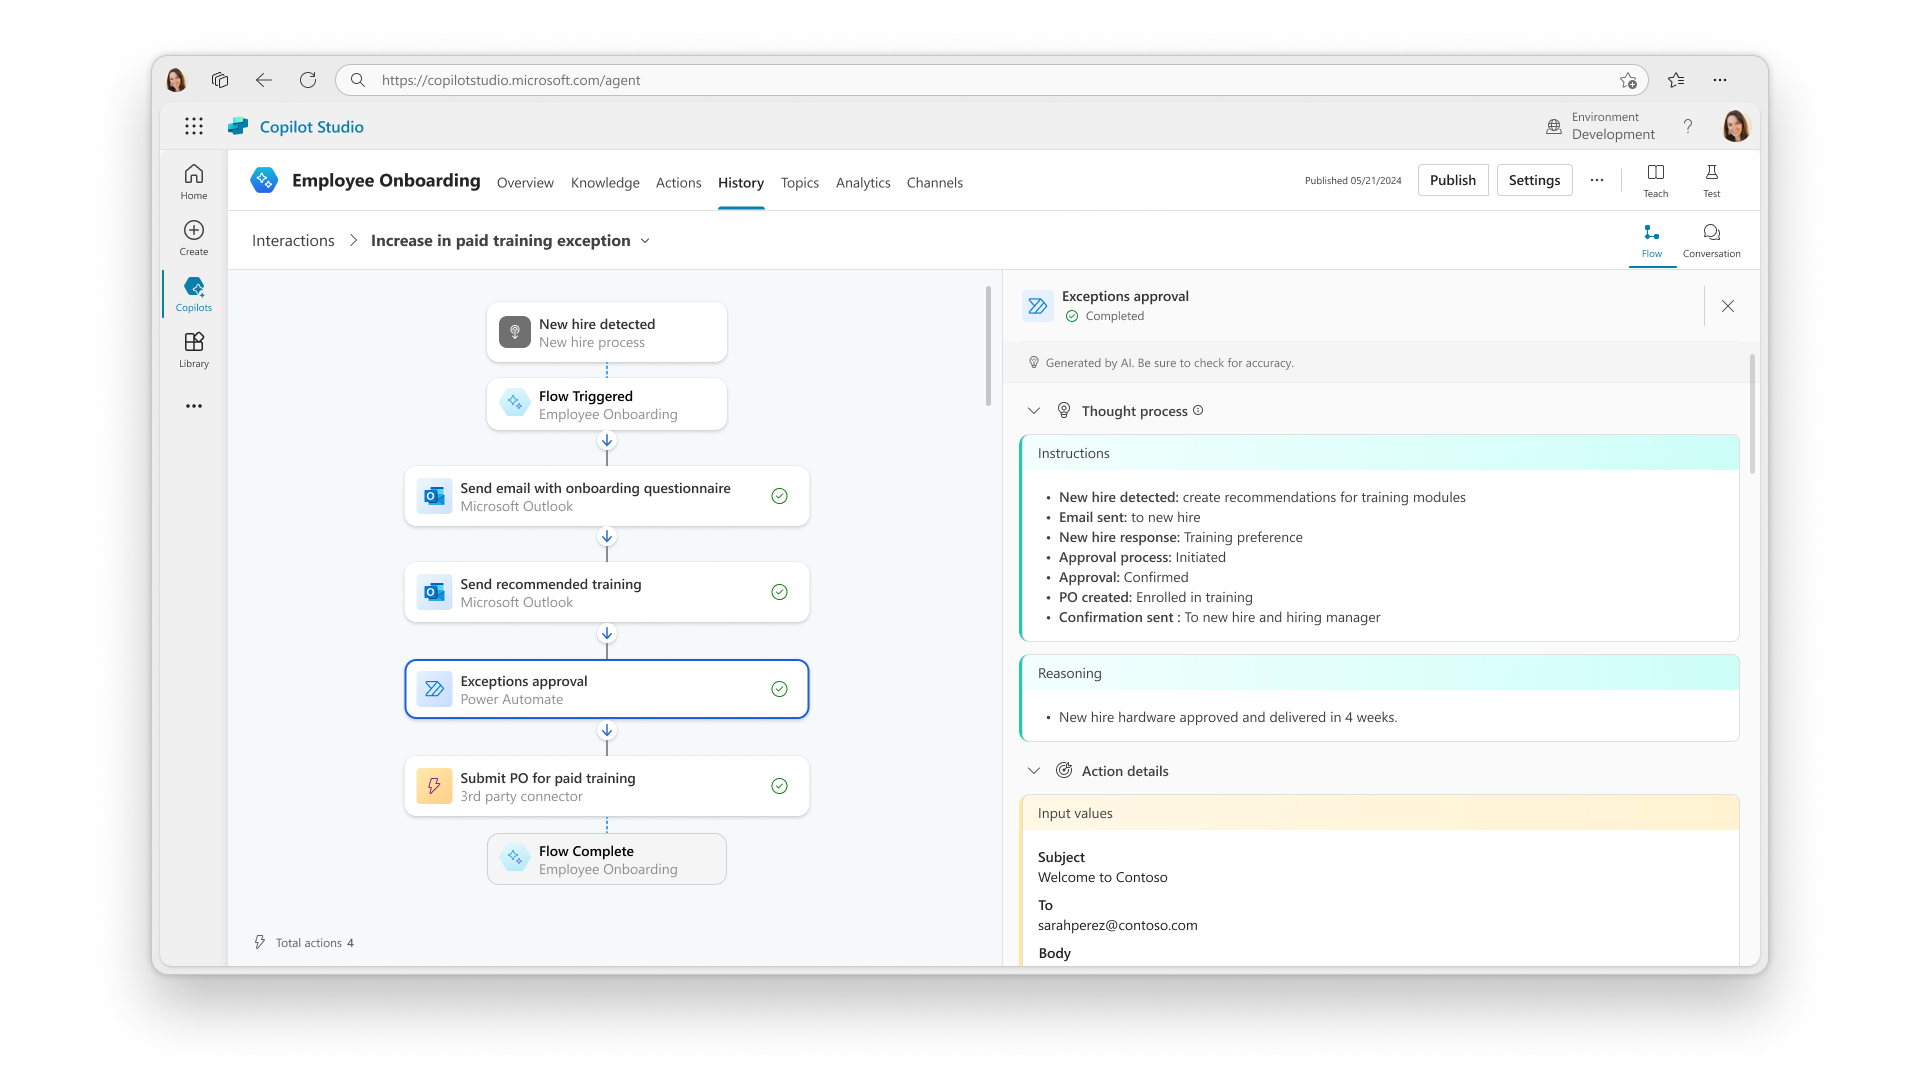 https://copilotstudio.microsoft.com/agent
Copilot Studio
Environment
Development
?
Home
Create
Copilots
Library
Employee Onboarding
Overview
Knowledge
Actions
History
Topics
Analytics
Channels
Published 05/21/2024
Publish
Settings
Teach
Test
Interactions > Increase in paid training exception
Flow
Conversation
New hire detected
New hire process
Flow Triggered
Employee Onboarding
Send email with onboarding questionnaire
Microsoft Outlook
Send recommended training
Microsoft Outlook
Exceptions approval
Power Automate
Submit PO for paid training
3rd party connector
Flow Complete
Employee Onboarding
Total actions 4
Exceptions approval
Completed
Generated by AI. Be sure to check for accuracy.
Thought process
Instructions
• New hire detected: create recommendations for training modules
• Email sent: to new hire
• New hire response: Training preference
• Approval process: Initiated
• Approval: Confirmed
• PO created: Enrolled in training
• Confirmation sent : To new hire and hiring manager
Reasoning
• New hire hardware approved and delivered in 4 weeks.
Action details
Input values
Subject
Welcome to Contoso
To
sarahperez@contoso.com
Body